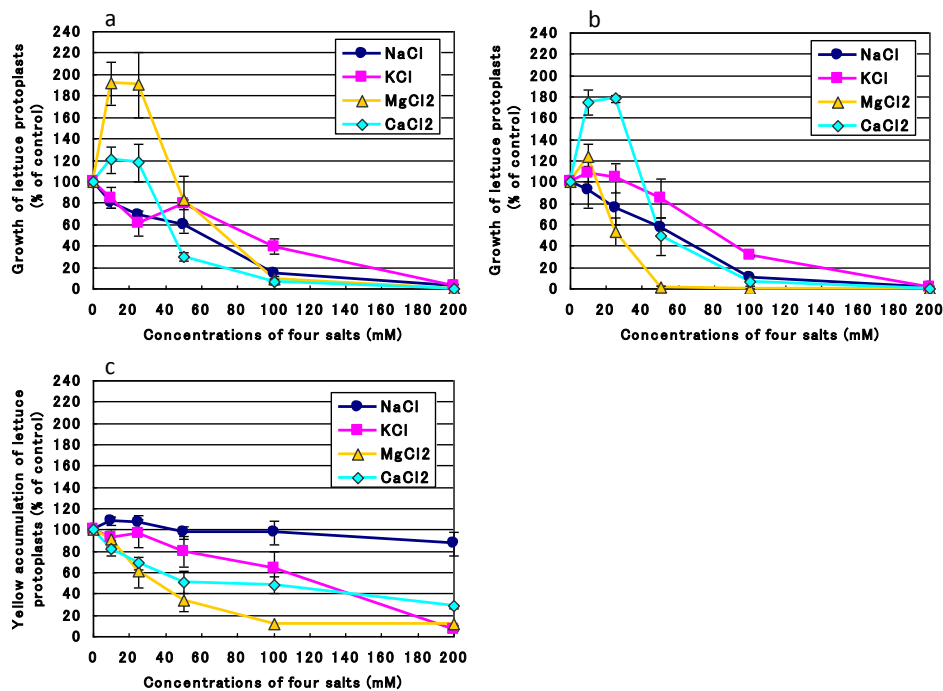 a
240
220
200
180
160
140
120
100
80
60
40
20
0
Growth of lettuce protoplasts
(% of control)
NaCl
KCl
MgCl2
CaCl2
0 20 40 60 80 100 120 140 160 180 200
Concentrations of four salts (mM)
b
240
220
200
180
160
140
120
100
80
60
40
20
0
Growth of lettuce protoplasts
(% of control)
NaCl
KCl
MgCl2
CaCl2
0 20 40 60 80 100 120 140 160 180 200
Concentrations of four salts (mM)
c
240
220
200
180
160
140
120
100
80
60
40
20
0
Yellow accumulation of lettuce
protoplasts (% of control)
NaCl
KCl
MgCl2
CaCl2
0 20 40 60 80 100 120 140 160 180 200
Concentrations of four salts (mM)